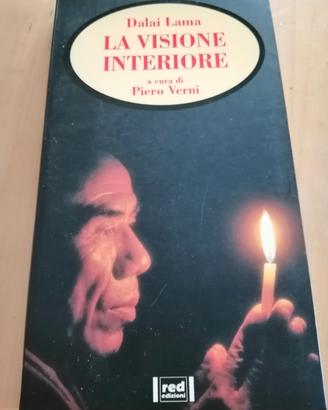 Dalai Lama
LA VISIONE
INTERIORE
a cura di
Piero Verni
red
edizioni